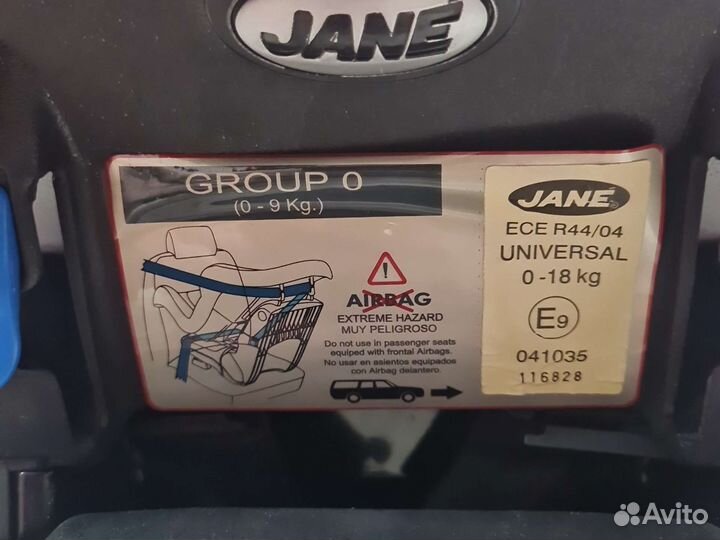 JANÉ
GROUP 0
(0 - 9 Kg.)
AIRBAG
EXTREME HAZARD
MUY PELIGROSO
Do not use in passenger seats
equiped with frontal Airbags.
No usar en asientos equipados
con Airbag delantero.
JANÉ
ECE R44/04
UNIVERSAL
0 -18 kg
E9
041035
116828
Avito